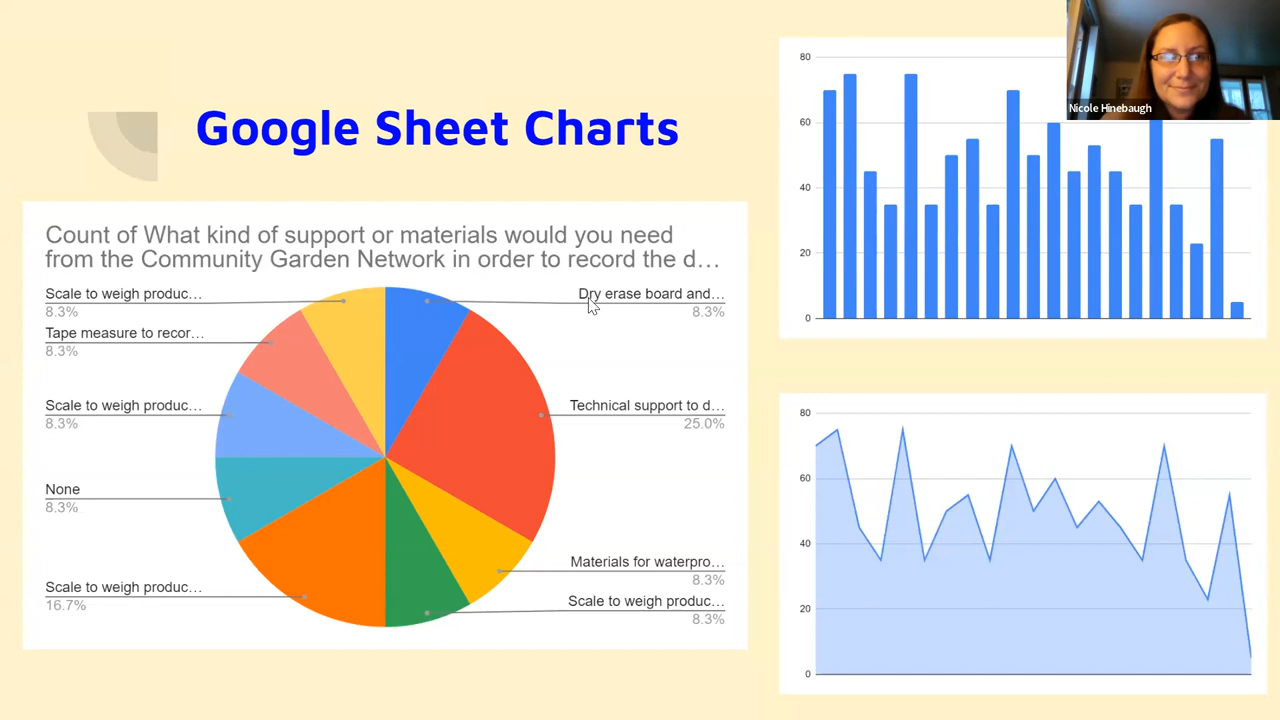 Google Sheet Charts
Nicole Hinebaugh
Count of What kind of support or materials would you need
from the Community Garden Network in order to record the d…
Scale to weigh produc…
8.3%
Tape measure to recor…
8.3%
Scale to weigh produc…
8.3%
None
8.3%
Scale to weigh produc…
16.7%
Dry erase board and…
8.3%
Technical support to d…
25.0%
Materials for waterpro…
8.3%
Scale to weigh produc…
8.3%
80
60
40
20
0
80
60
40
20
0